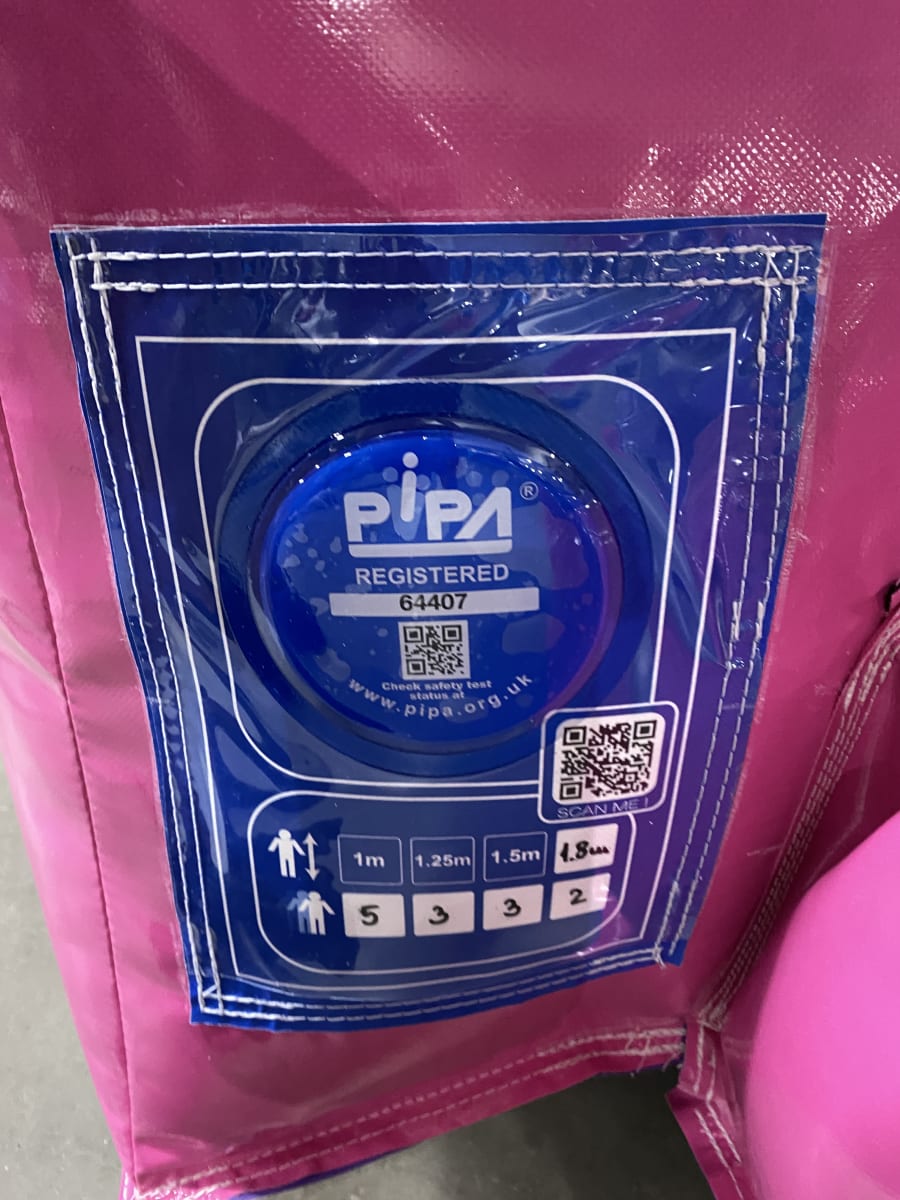 PiPA®
REGISTERED
64407
Check safety test
status at
www.pipa.org.uk
SCAN ME !
1m 1.25m 1.5m 1.8m
5 3 3 2